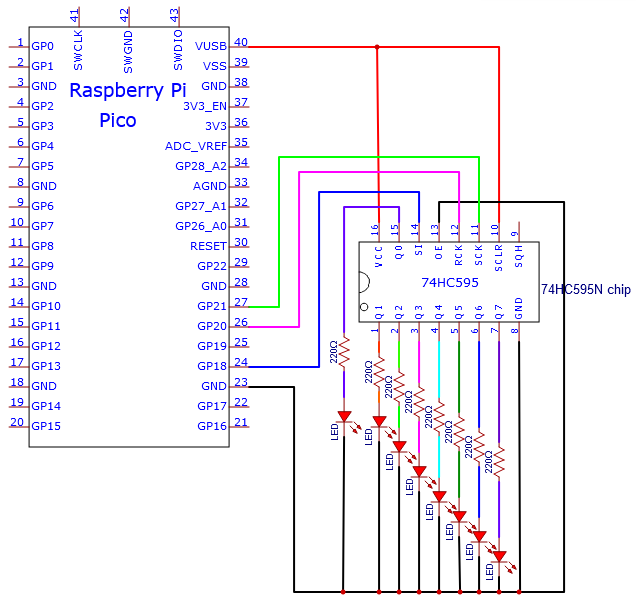 41 42 43
SWCLK SWGND SWDIO
1 GP0 VUSB 40
2 GP1 VSS 39
3 GND GND 38
Raspberry Pi
4 GP2 3V3_EN 37
Pico
5 GP3 3V3 36
6 GP4 ADC_VREF 35
7 GP5 GP28_A2 34
8 GND AGND 33
9 GP6 GP27_A1 32
10 GP7 GP26_A0 31
11 GP8 RESET 30
12 GP9 GP22 29
13 GND GND 28
14 GP10 GP21 27
15 GP11 GP20 26
16 GP12 GP19 25
17 GP13 GP18 24
18 GND GND 23
19 GP14 GP17 22
20 GP15 GP16 21
16 15 14 13 12 11 10 9
VCC Q0 SI OE RCK SCK SCLR SQH
74HC595
74HC595N chip
Q1 Q2 Q3 Q4 Q5 Q6 Q7 GND
1 2 3 4 5 6 7 8
220Ω
220Ω
220Ω
220Ω
220Ω
220Ω
220Ω
220Ω
LED
LED
LED
LED
LED
LED
LED
LED